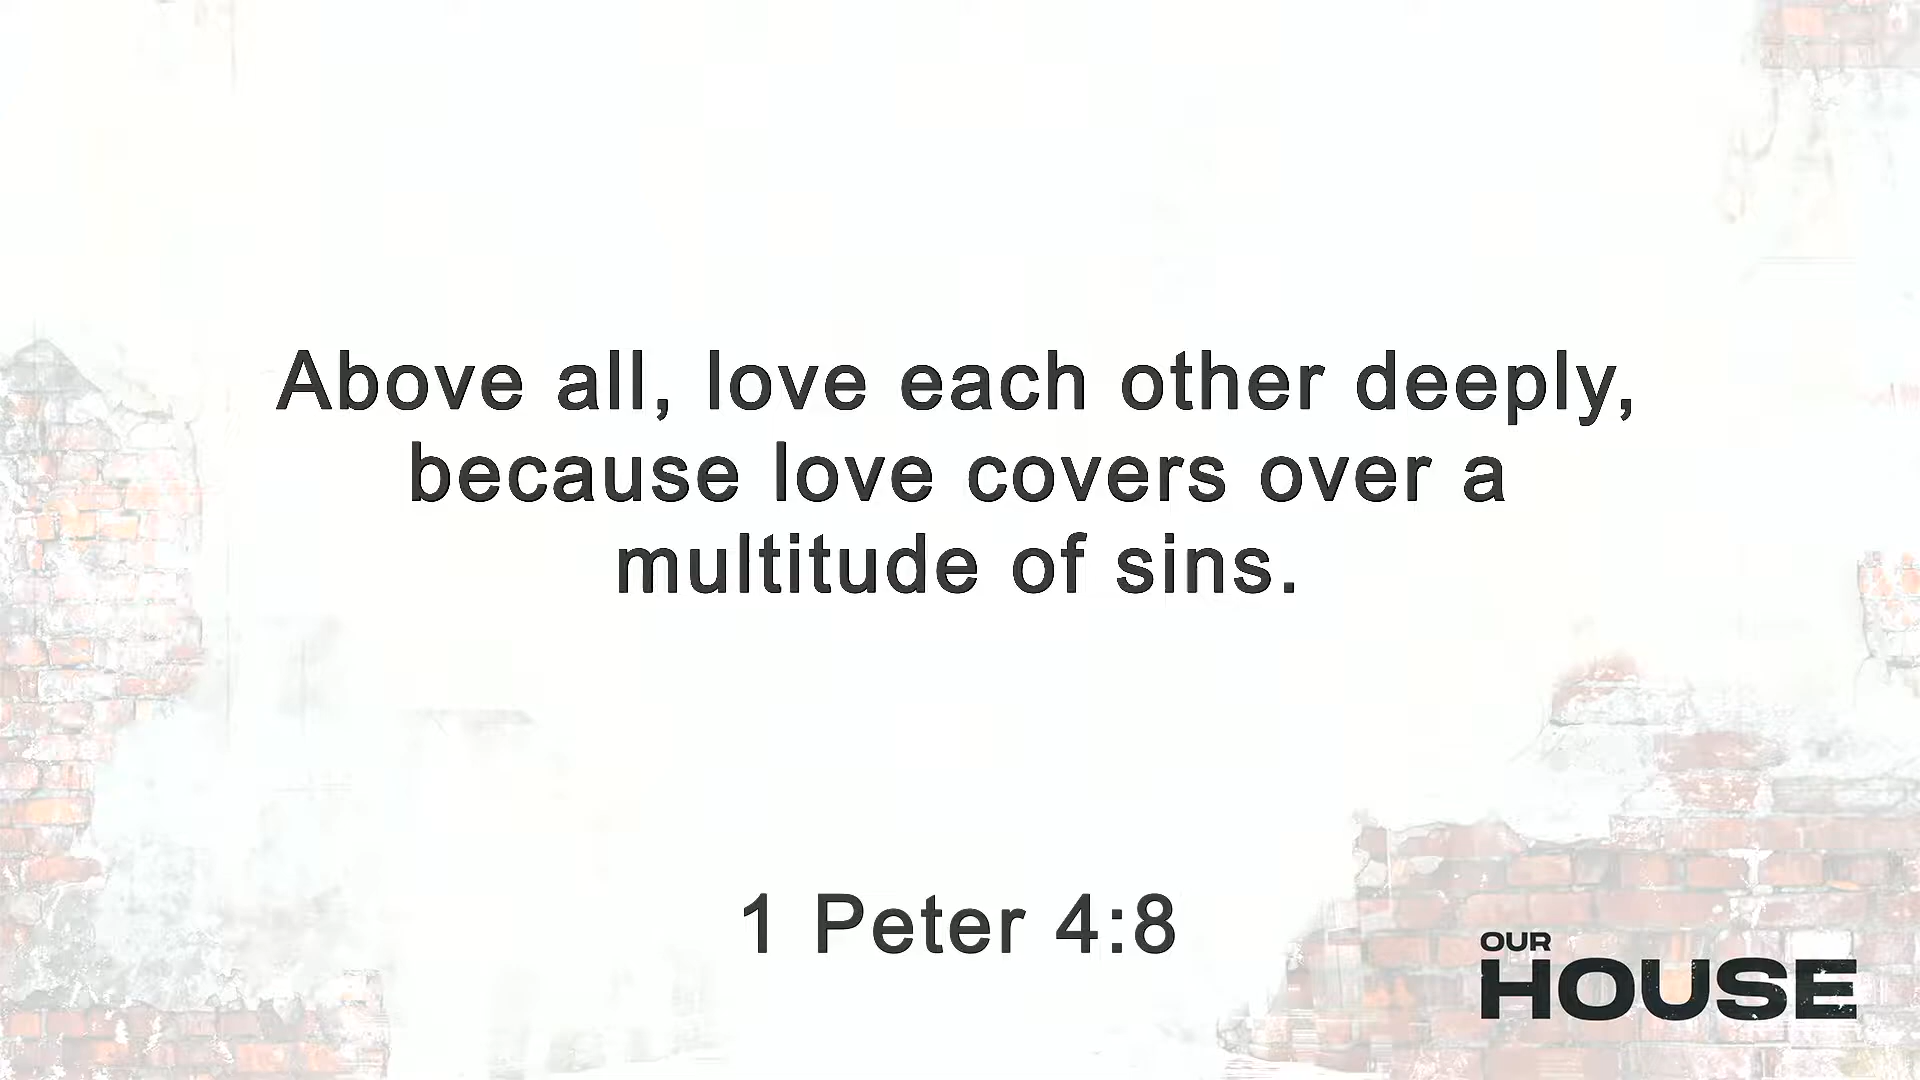 Above all, love each other deeply,
because love covers over a
multitude of sins.
1 Peter 4:8
OUR
HOUSE